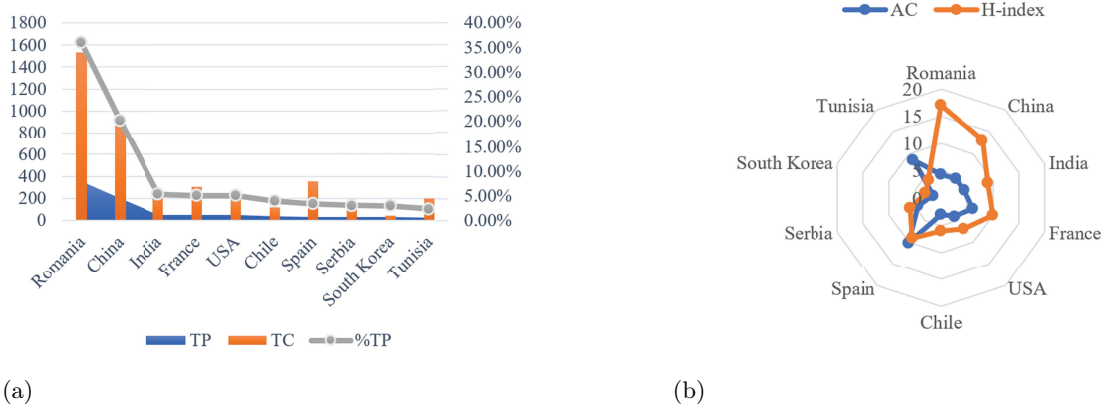 1800
1600
1400
1200
1000
800
600
400
200
0
40.00%
35.00%
30.00%
25.00%
20.00%
15.00%
10.00%
5.00%
0.00%
Romania
China
India
France
USA
Chile
Spain
Serbia
South Korea
Tunisia
TP TC %TP
(a)
AC H-index
Romania
China
India
France
USA
Chile
Spain
Serbia
South Korea
Tunisia
20
15
10
5
0
(b)